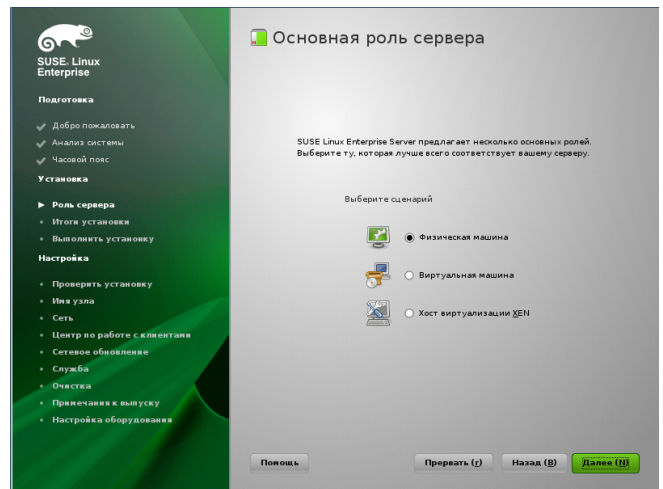 SUSE. Linux
Enterprise
Подготовка
Добро пожаловать
Анализ системы
Часовой пояс
Установка
Роль сервера
Итоги установки
Выполнить установку
Настройка
Проверить установку
Имя узла
Сеть
Центр по работе с клиентами
Сетевое обновление
Служба
Очистка
Примечания к выпуску
Настройка оборудования
Основная роль сервера
SUSE Linux Enterprise Server предлагает несколько основных ролей.
Выберите ту, которая лучше всего соответствует вашему серверу.
Выберите сценарий
Физическая машина
Виртуальная машина
Хост виртуализации XEN
Помощь
Прервать (r)
Назад (B)
Далее (N)